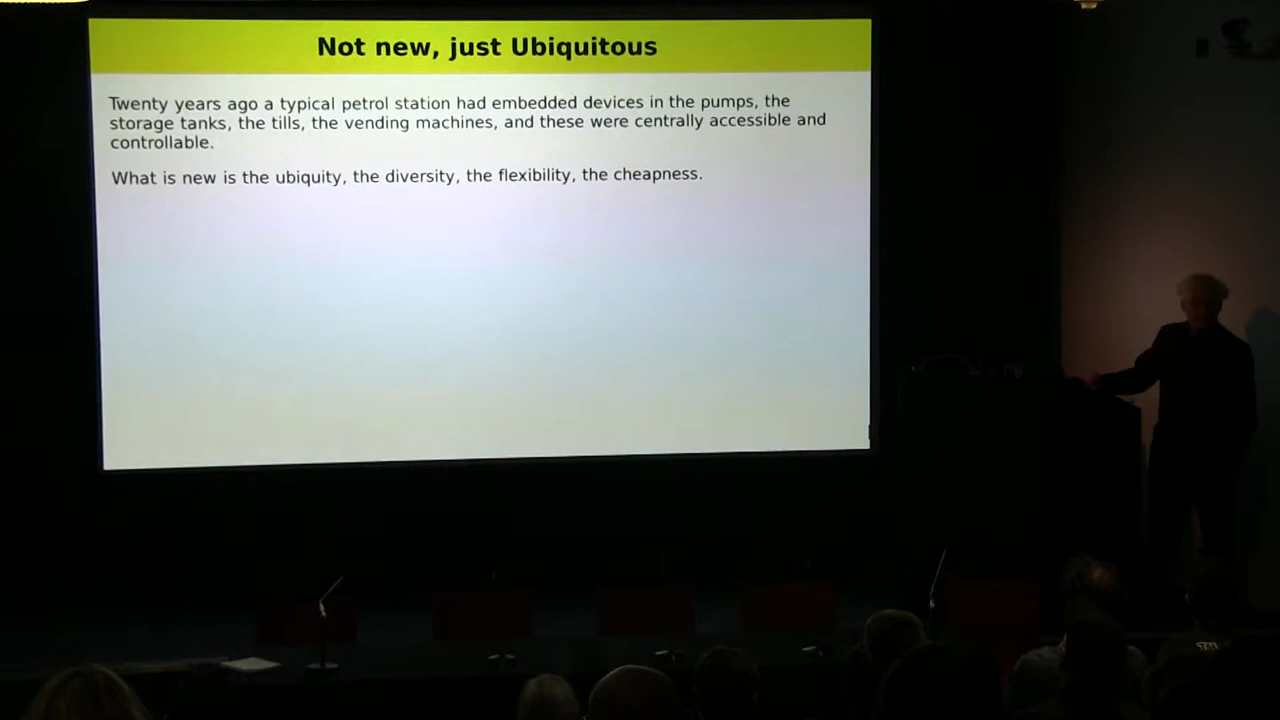 Not new, just Ubiquitous
Twenty years ago a typical petrol station had embedded devices in the pumps, the
storage tanks, the tills, the vending machines, and these were centrally accessible and
controllable.
What is new is the ubiquity, the diversity, the flexibility, the cheapness.